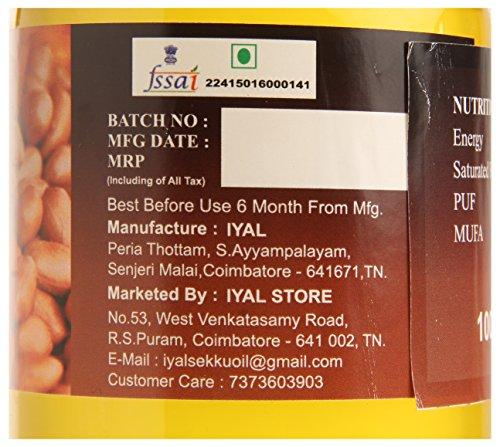 fssai
22415016000141
BATCH NO :
MFG DATE :
MRP
(Including of All Tax)
Best Before Use 6 Month From Mfg.
Manufacture : IYAL
Peria Thottam, S.Ayyampalayam,
Senjeri Malai,Coimbatore - 641671,TN.
Marketed By : IYAL STORE
No.53, West Venkatasamy Road,
R.S.Puram, Coimbatore - 641 002, TN.
E-Mail : iyalsekkuoil@gmail.com
Customer Care : 7373603903
Energy
Saturated
PUF
MUFA